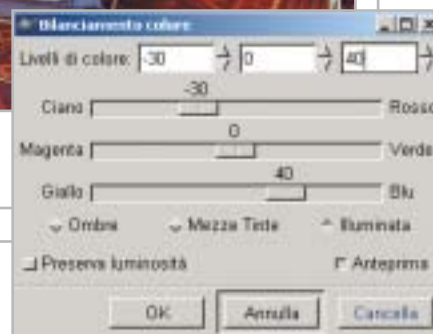 Bilanciamento colore
Livelli di colore: -30 0 40
-30
Ciano Rosso
0
Magenta Verde
40
Giallo Blu
Ombre Mezze Tinte Illuminata
Preserva luminosità Anteprima
OK Annulla Cancella